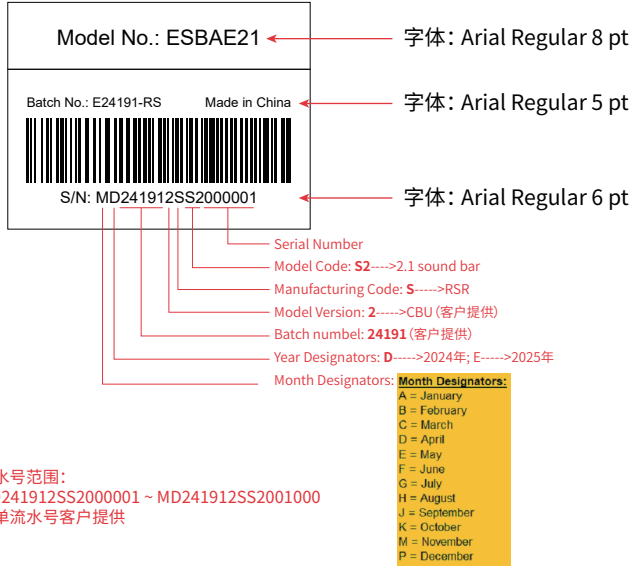 Model No.: ESBAE21
字体：Arial Regular 8 pt
Batch No.: E24191-RS
Made in China
字体：Arial Regular 5 pt
S/N: MD241912SS2000001
字体：Arial Regular 6 pt
Serial Number
Model Code: S2---->2.1 sound bar
Manufacturing Code: S----->RSR
Model Version: 2----->CBU（客户提供）
Batch numbel: 24191（客户提供）
Year Designators: D----->2024年; E----->2025年
Month Designators:
Month Designators:
A = January
B = February
C = March
D = April
E = May
F = June
G = July
H = August
J = September
K = October
M = November
P = December
水号范围：
241912SS2000001 ~ MD241912SS2001000
单流水号客户提供